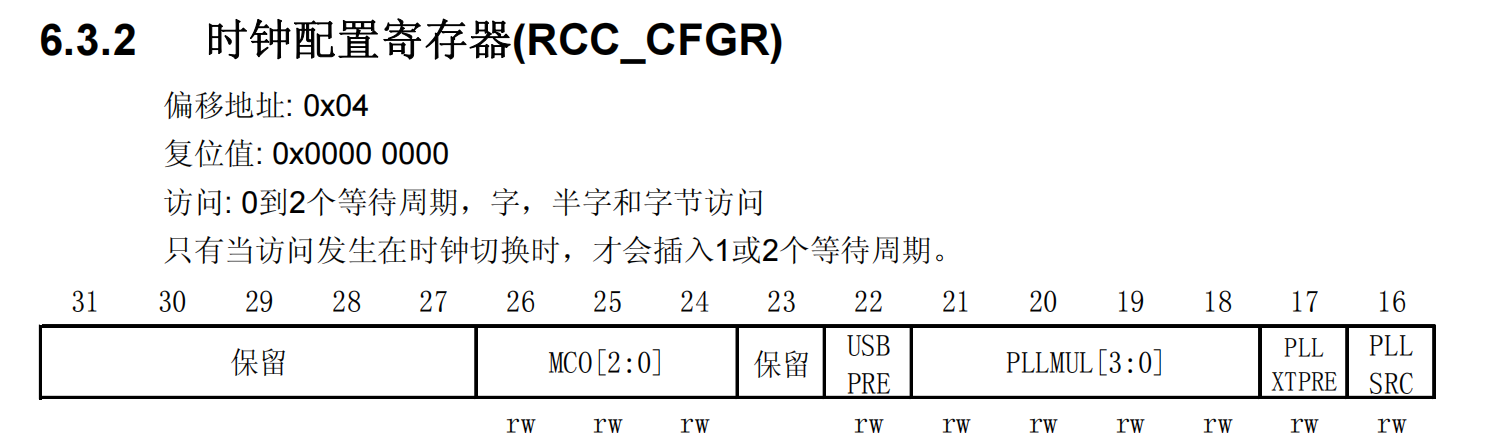 6.3.2 时钟配置寄存器(RCC_CFGR)
偏移地址: 0x04
复位值: 0x0000 0000
访问: 0到2个等待周期，字，半字和字节访问
只有当访问发生在时钟切换时，才会插入1或2个等待周期。
31 30 29 28 27 26 25 24 23 22 21 20 19 18 17 16
保留 MCO[2:0] 保留 USB PRE PLLMUL[3:0] PLL XTPRE PLL SRC
rw rw rw rw rw rw rw rw rw rw